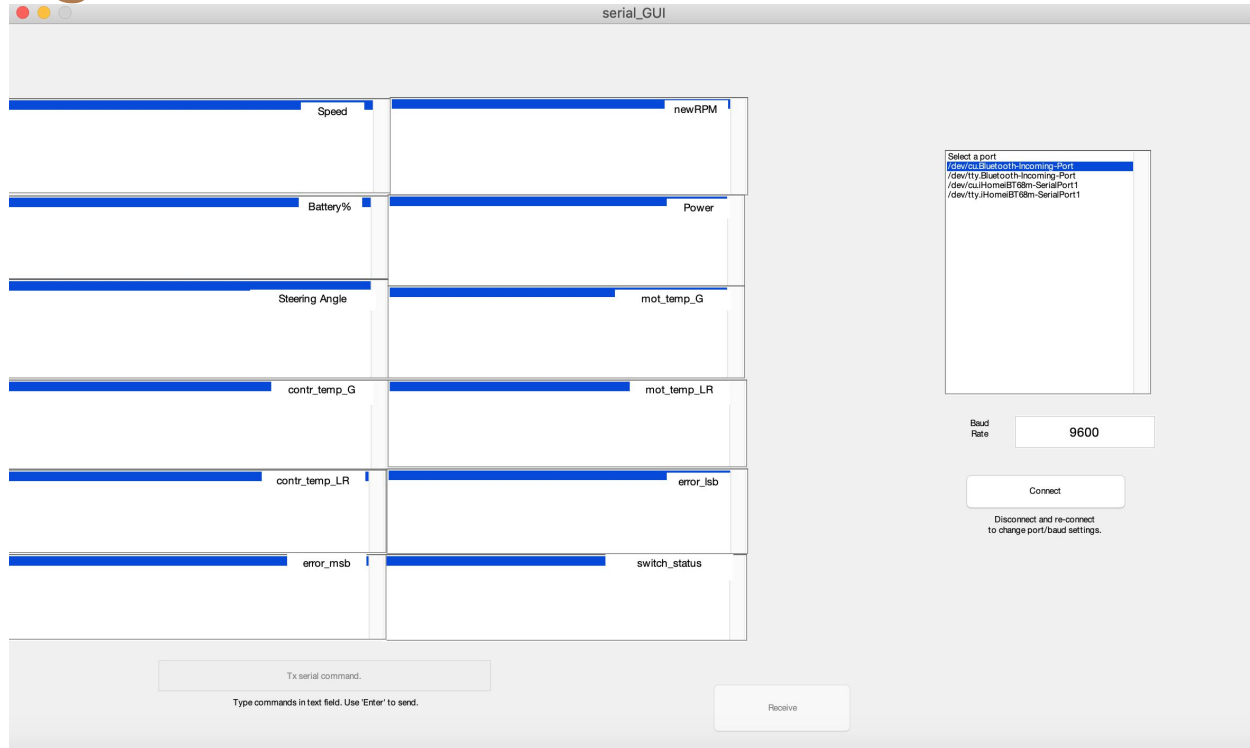 serial_GUI
Speed
newRPM
Battery%
Power
Steering Angle
mot_temp_G
contr_temp_G
mot_temp_LR
contr_temp_LR
error_lsb
error_msb
switch_status
Select a port
/dev/cu.Bluetooth-Incoming-Port
/dev/tty.Bluetooth-Incoming-Port
/dev/cu.iHomeiBT68m-SerialPort1
/dev/tty.iHomeiBT68m-SerialPort1
Baud
Rate
9600
Connect
Disconnect and re-connect
to change port/baud settings.
Tx serial command.
Type commands in text field. Use 'Enter' to send.
Receive